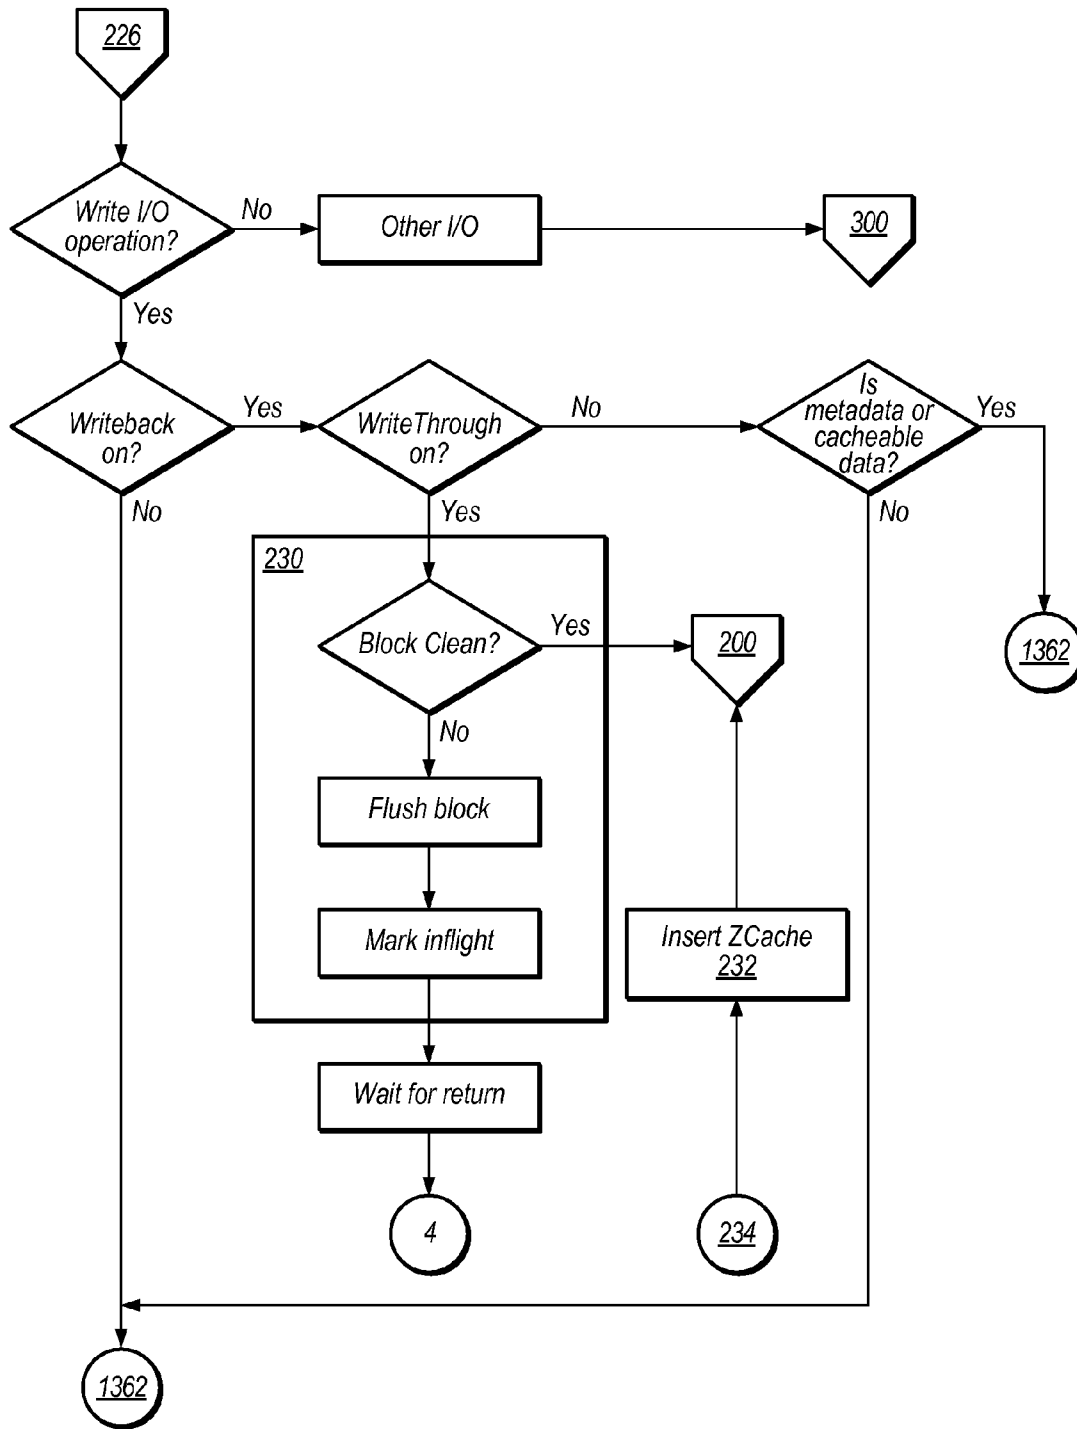 226
Write I/O
operation?
No
Other I/O
300
Yes
Writeback
on?
Yes
WriteThrough
on?
No
Is
metadata or
cacheable
data?
Yes
No
Yes
No
230
Block Clean?
Yes
200
1362
No
Flush block
Mark inflight
Insert ZCache
232
Wait for return
4
234
1362